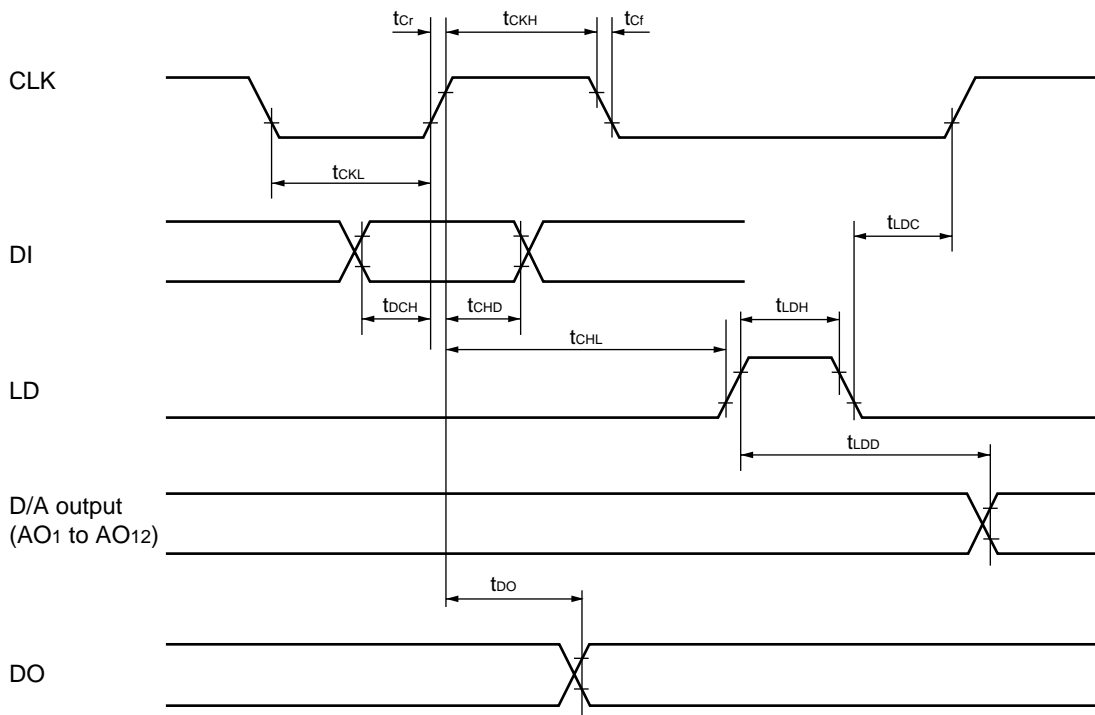 tCr tCKH tCf
CLK
tCKL
tLDC
DI
tDCH tCHD tLDH
tCHL
LD
tLDD
D/A output
(AO1 to AO12)
tDO
DO